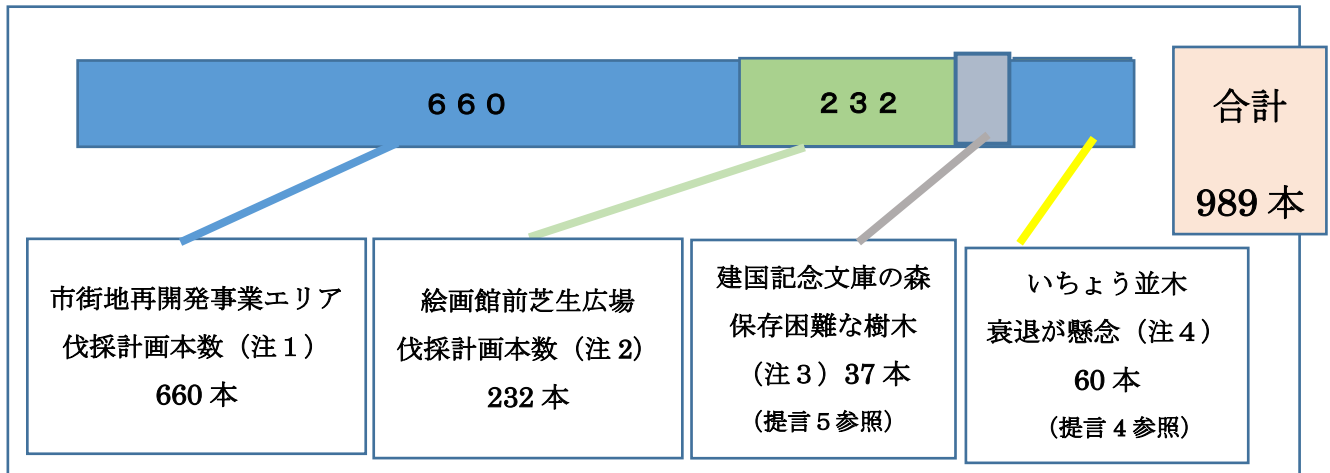 ６６０
２３２
合計
989 本
市街地再開発事業エリア
伐採計画本数（注１）
660 本
絵画館前芝生広場
伐採計画本数（注 2）
232 本
建国記念文庫の森
保存困難な樹木
（注３）37 本
（提言５参照）
いちょう並木
衰退が懸念（注４）
60 本
（提言 4 参照）